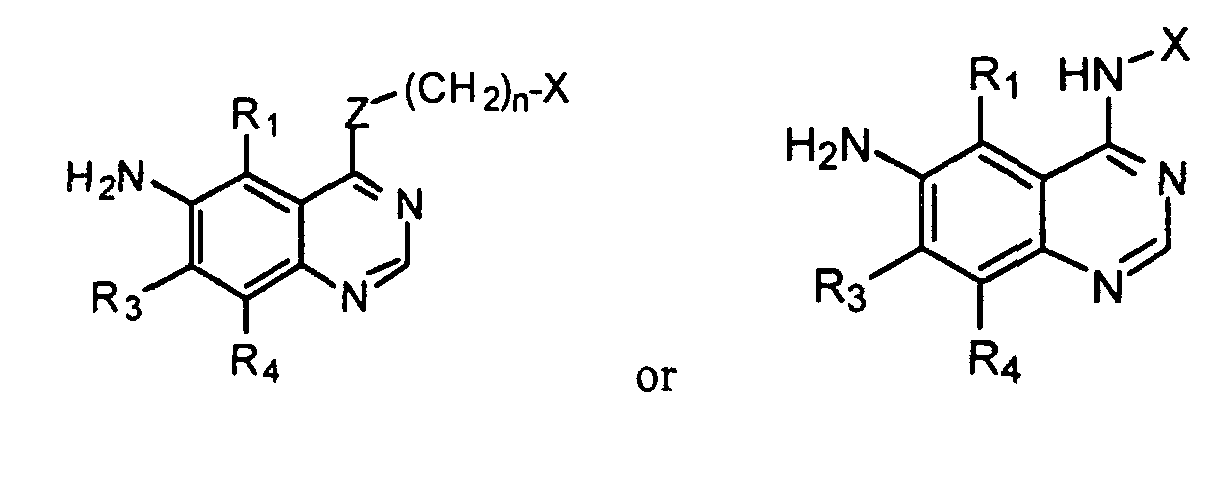 Z-(CH₂)ₙ-X
R₁
H₂N
N
R₃
N
R₄
or
HN-X
R₁
H₂N
N
R₃
N
R₄